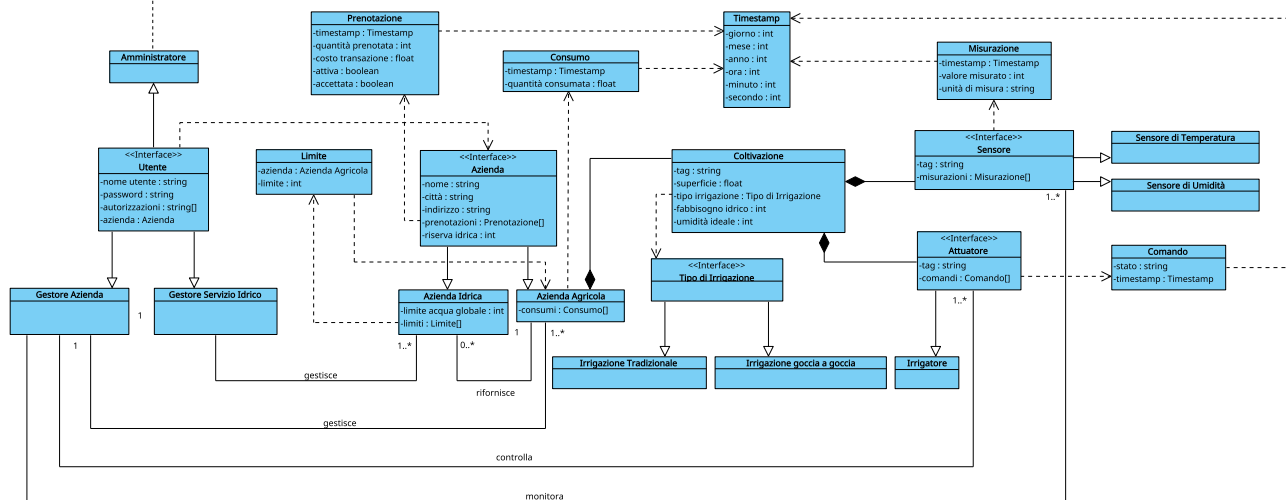 Prenotazione
-timestamp : Timestamp
-quantità prenotata : int
-costo transazione : float
-attiva : boolean
-accettata : boolean
Timestamp
-giorno : int
-mese : int
-anno : int
-ora : int
-minuto : int
-secondo : int
Amministratore
Consumo
-timestamp : Timestamp
-quantità consumata : float
Misurazione
-timestamp : Timestamp
-valore misurato : int
-unità di misura : string
<<Interface>>
Utente
-nome utente : string
-password : string
-autorizzazioni : string[]
-azienda : Azienda
Limite
-azienda : Azienda Agricola
-limite : int
<<Interface>>
Azienda
-nome : string
-città : string
-indirizzo : string
-prenotazioni : Prenotazione[]
-riserva idrica : int
Coltivazione
-tag : string
-superficie : float
-tipo irrigazione : Tipo di Irrigazione
-fabbisogno idrico : int
-umidità ideale : int
<<Interface>>
Sensore
-tag : string
-misurazioni : Misurazione[]
1..*
Sensore di Temperatura
Sensore di Umidità
Gestore Azienda
1
1
Gestore Servizio Idrico
Azienda Idrica
-limite acqua globale : int
-limiti : Limite[]
1..*
0..*
Azienda Agricola
-consumi : Consumo[]
1
1..*
<<Interface>>
Tipo di Irrigazione
<<Interface>>
Attuatore
-tag : string
-comandi : Comando[]
1..*
Comando
-stato : string
-timestamp : Timestamp
Irrigazione Tradizionale
Irrigazione goccia a goccia
Irrigatore
gestisce
rifornisce
gestisce
controlla
monitora